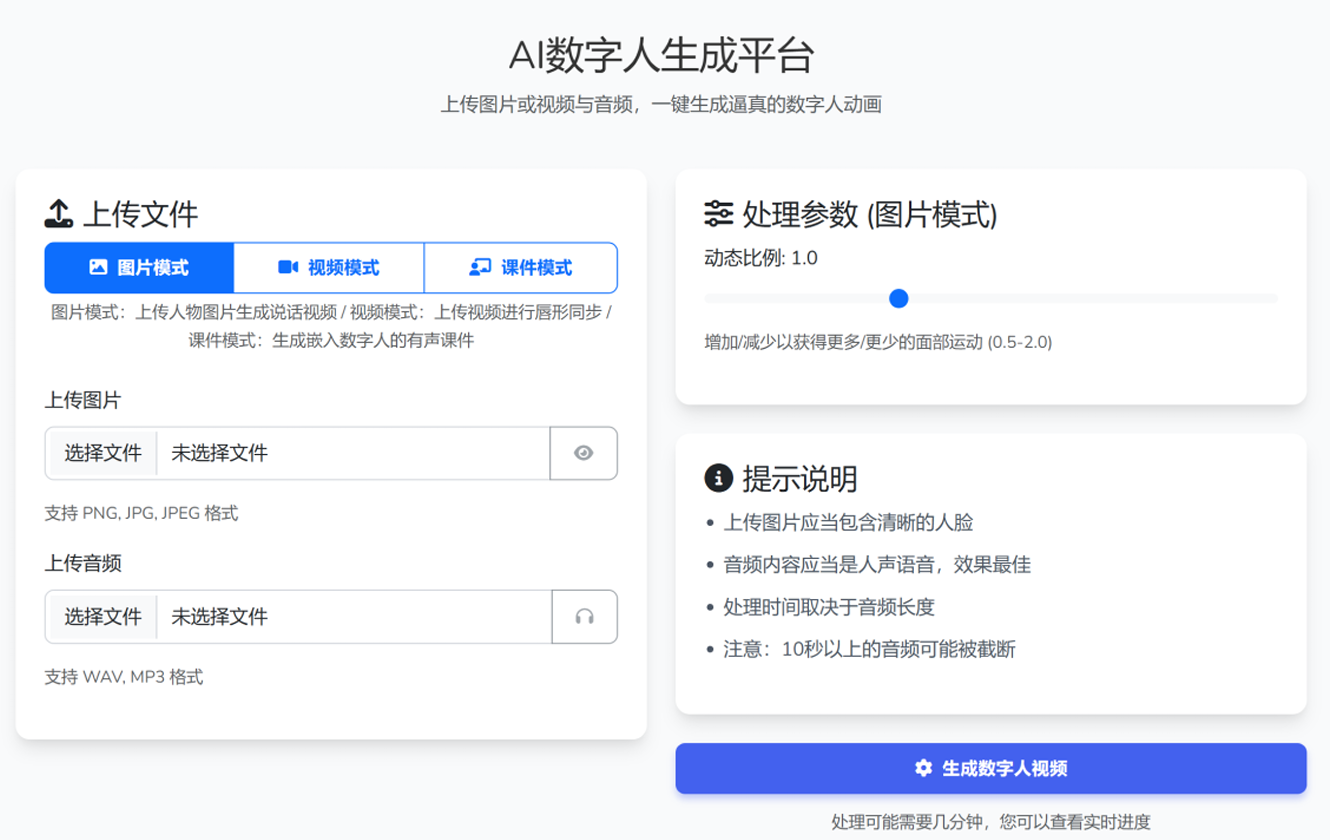 AI数字人生成平台
上传图片或视频与音频，一键生成逼真的数字人动画
上传文件
图片模式
视频模式
课件模式
图片模式：上传人物图片生成说话视频 / 视频模式：上传视频进行唇形同步 /
课件模式：生成嵌入数字人的有声课件
上传图片
选择文件 未选择文件
支持 PNG, JPG, JPEG 格式
上传音频
选择文件 未选择文件
支持 WAV, MP3 格式
处理参数 (图片模式)
动态比例: 1.0
增加/减少以获得更多/更少的面部运动 (0.5-2.0)
提示说明
• 上传图片应当包含清晰的人脸
• 音频内容应当是人声语音，效果最佳
• 处理时间取决于音频长度
• 注意：10秒以上的音频可能被截断
生成数字人视频
处理可能需要几分钟，您可以查看实时进度